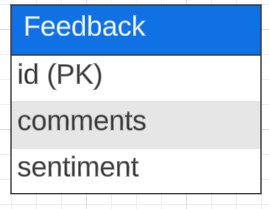 Feedback
id (PK)
comments
sentiment